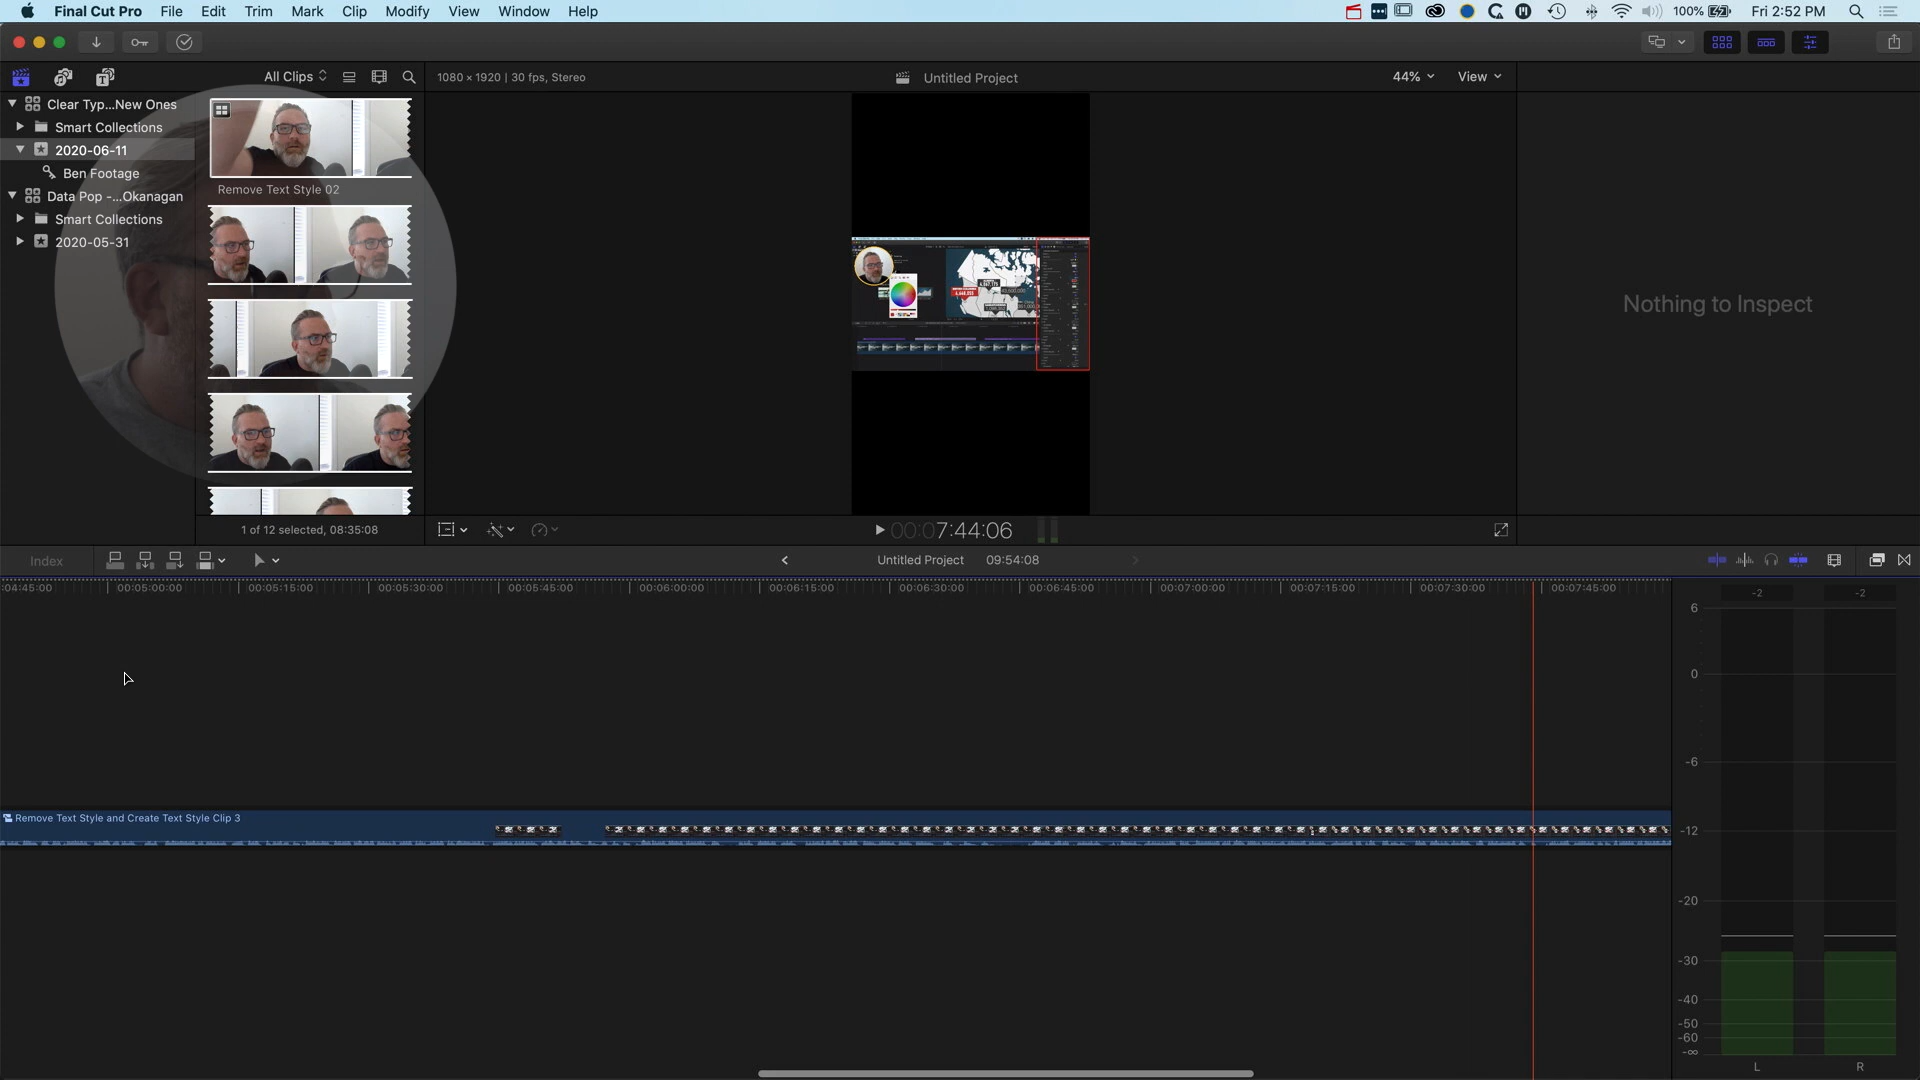 Final Cut Pro File Edit Trim Mark Clip Modify View Window Help
100% Fri 2:52 PM
All Clips
1080 × 1920 | 30 fps, Stereo
Untitled Project
44% View
Clear Typ...New Ones
Smart Collections
2020-06-11
Ben Footage
Data Pop -...Okanagan
Smart Collections
2020-05-31
Remove Text Style 02
Nothing to Inspect
1 of 12 selected, 08:35:08
00:07:44:06
Index
Untitled Project 09:54:08
:04:45:00 00:05:00:00 00:05:15:00 00:05:30:00 00:05:45:00 00:06:00:00 00:06:15:00 00:06:30:00 00:06:45:00 00:07:00:00 00:07:15:00 00:07:30:00 00:07:45:00
-2 -2
6
0
-6
-12
-20
-30
-40
-50
-60
-∞
L R
Remove Text Style and Create Text Style Clip 3